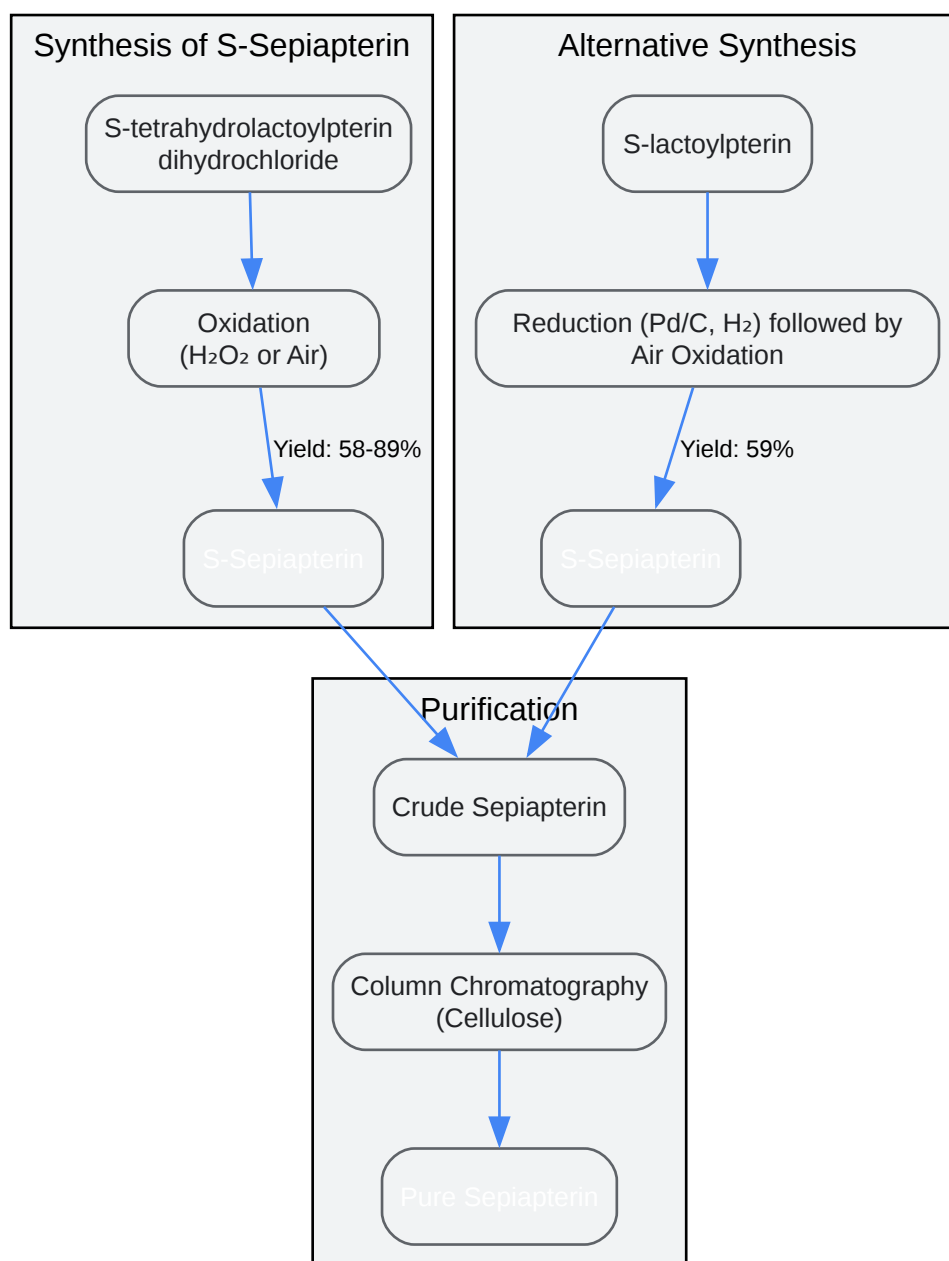 Synthesis of S-Sepiapterin
S-tetrahydrolactoylpterin
dihydrochloride
Oxidation
(H₂O₂ or Air)
Yield: 58-89%
S-Sepiapterin
Alternative Synthesis
S-lactoylpterin
Reduction (Pd/C, H₂) followed by
Air Oxidation
Yield: 59%
S-Sepiapterin
Purification
Crude Sepiapterin
Column Chromatography
(Cellulose)
Pure Sepiapterin